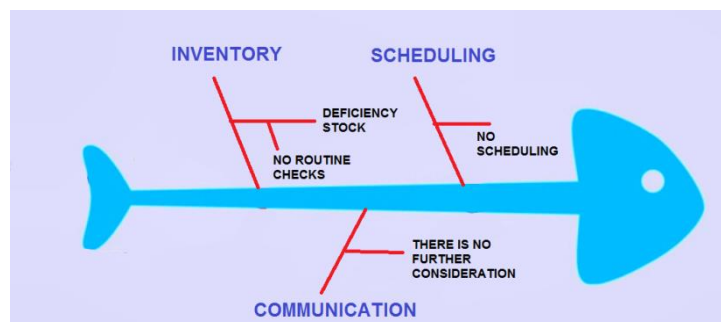 INVENTORY
SCHEDULING
DEFICIENCY
STOCK
NO ROUTINE
CHECKS
NO
SCHEDULING
THERE IS NO
FURTHER
CONSIDERATION
COMMUNICATION